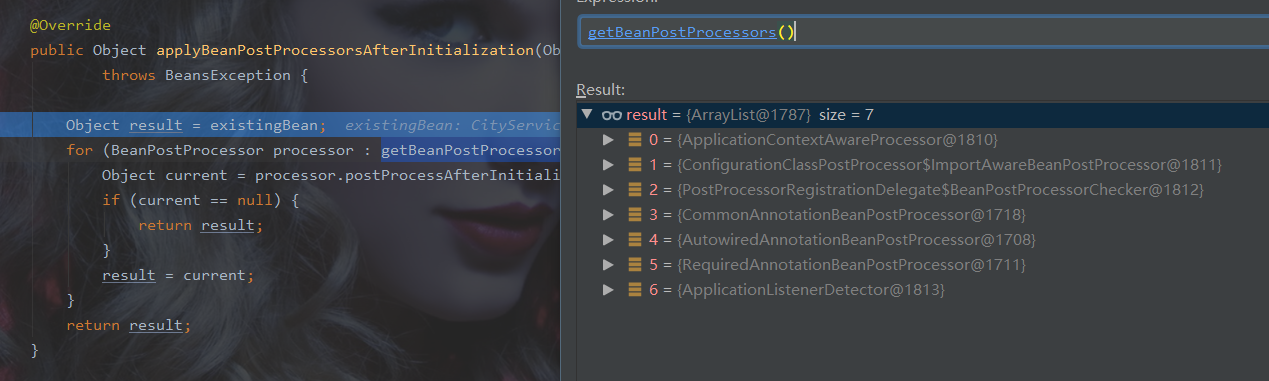 @Override
public Object applyBeanPostProcessorsAfterInitialization(Ob
throws BeansException {
Object result = existingBean; existingBean: CityServic
for (BeanPostProcessor processor : getBeanPostProcessor
Object current = processor.postProcessAfterInitiali
if (current == null) {
return result;
}
result = current;
}
return result;
}
Expression:
getBeanPostProcessors()
Result:
result = {ArrayList@1787} size = 7
0 = {ApplicationContextAwareProcessor@1810}
1 = {ConfigurationClassPostProcessor$ImportAwareBeanPostProcessor@1811}
2 = {PostProcessorRegistrationDelegate$BeanPostProcessorChecker@1812}
3 = {CommonAnnotationBeanPostProcessor@1718}
4 = {AutowiredAnnotationBeanPostProcessor@1708}
5 = {RequiredAnnotationBeanPostProcessor@1711}
6 = {ApplicationListenerDetector@1813}